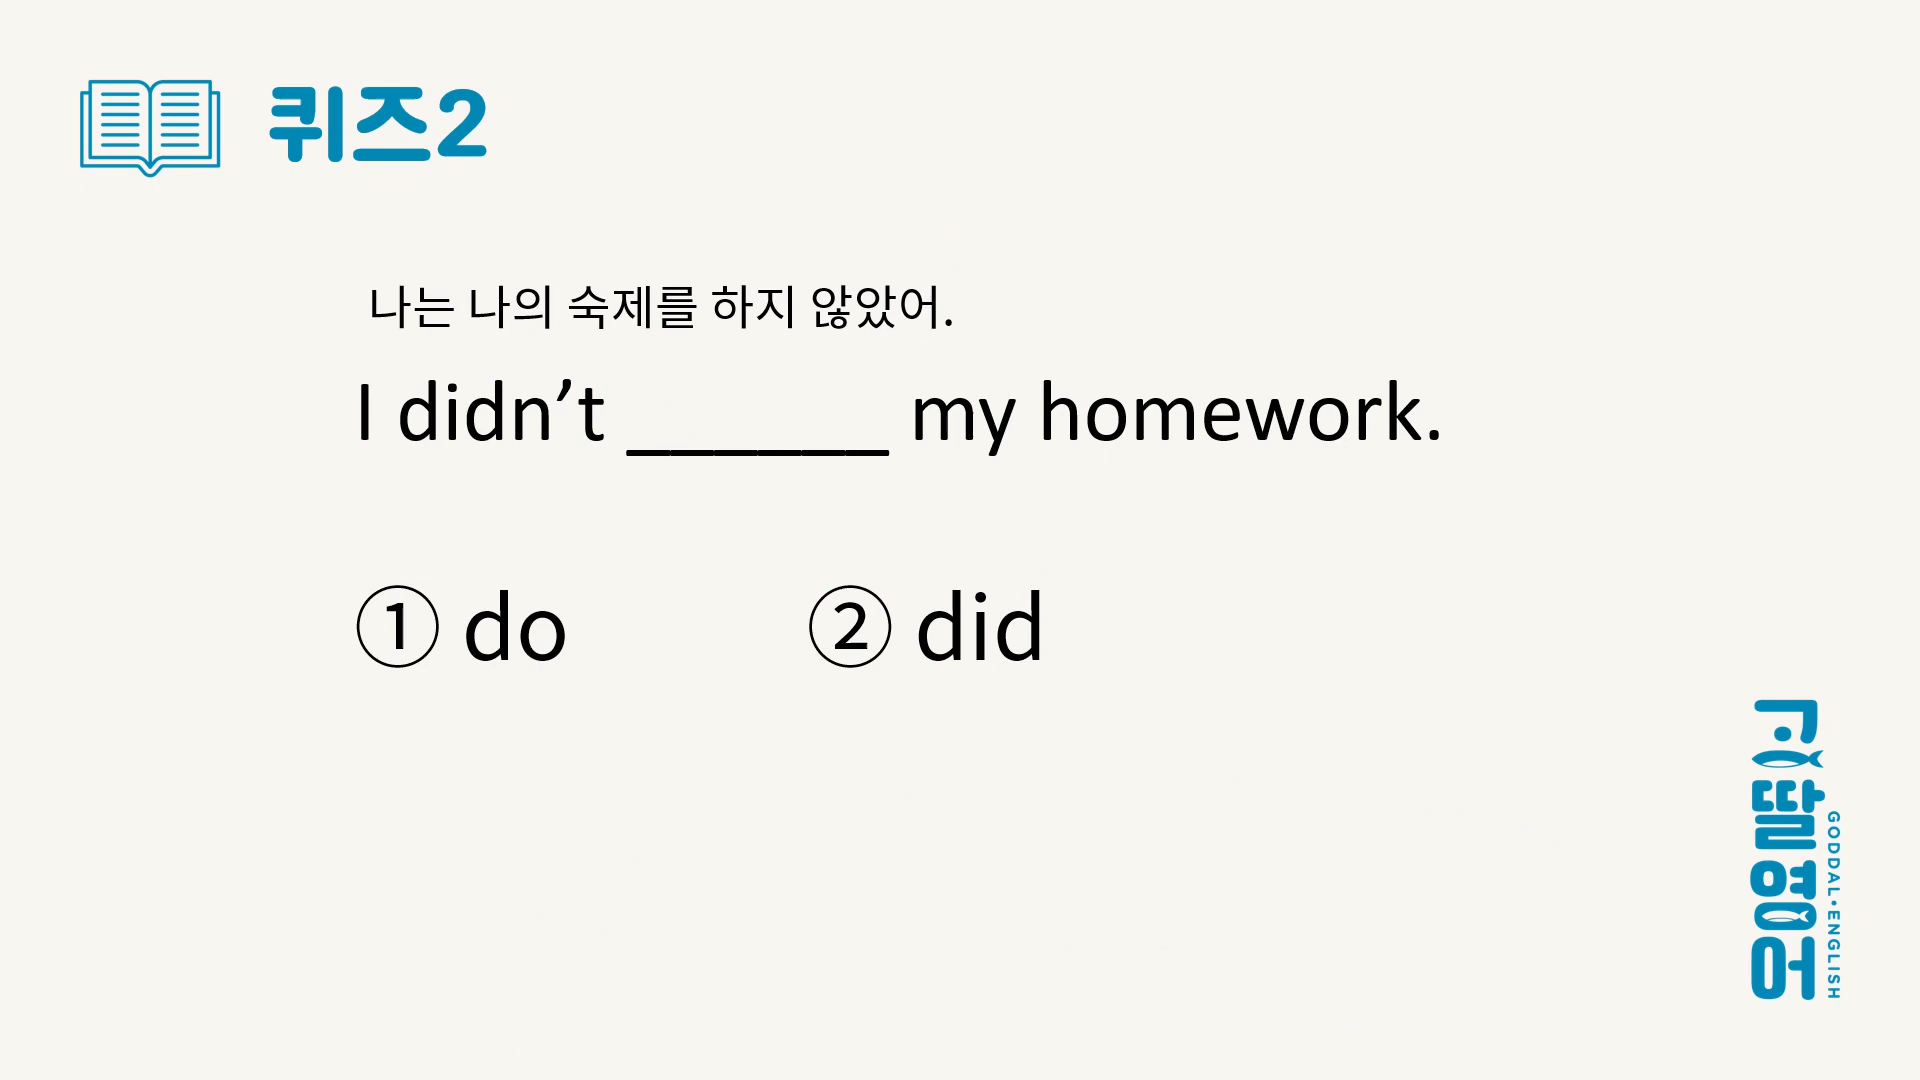 퀴즈2
나는 나의 숙제를 하지 않았어.
I didn’t ______ my homework.
① do ② did
곧딸영어
GODDAL•ENGLISH